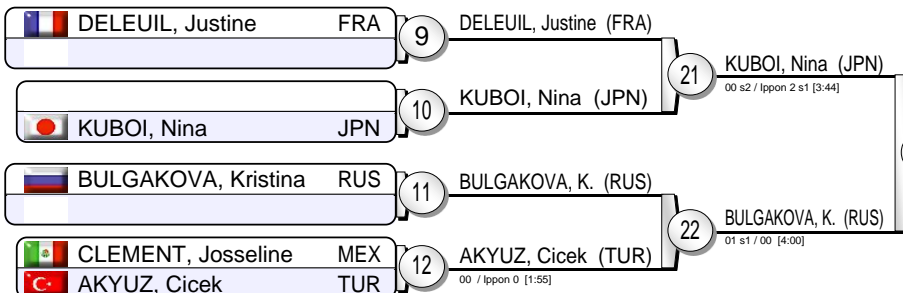 DELEUIL, Justine FRA
9
DELEUIL, Justine (FRA)
KUBOI, Nina JPN
10
KUBOI, Nina (JPN)
21
KUBOI, Nina (JPN)
00 s2 / Ippon 2 s1 [3:44]
BULGAKOVA, Kristina RUS
11
BULGAKOVA, K. (RUS)
CLEMENT, Josseline MEX
AKYUZ, Cicek TUR
12
AKYUZ, Cicek (TUR)
00 / Ippon 0 [1:55]
22
BULGAKOVA, K. (RUS)
01 s1 / 00 [4:00]